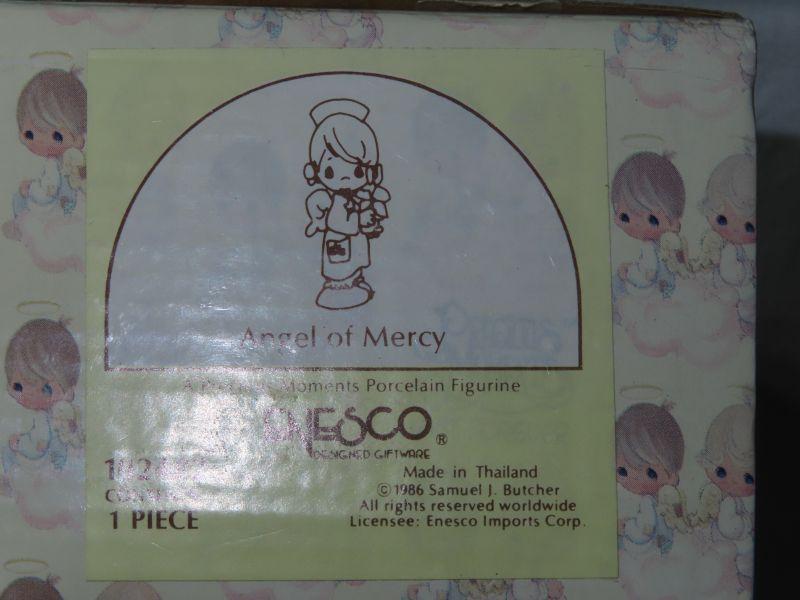 Angel of Mercy
A Precious Moments Porcelain Figurine
ENESCO®
DESIGNED GIFTWARE
Made in Thailand
©1986 Samuel J. Butcher
All rights reserved worldwide
Licensee: Enesco Imports Corp.
1 PIECE